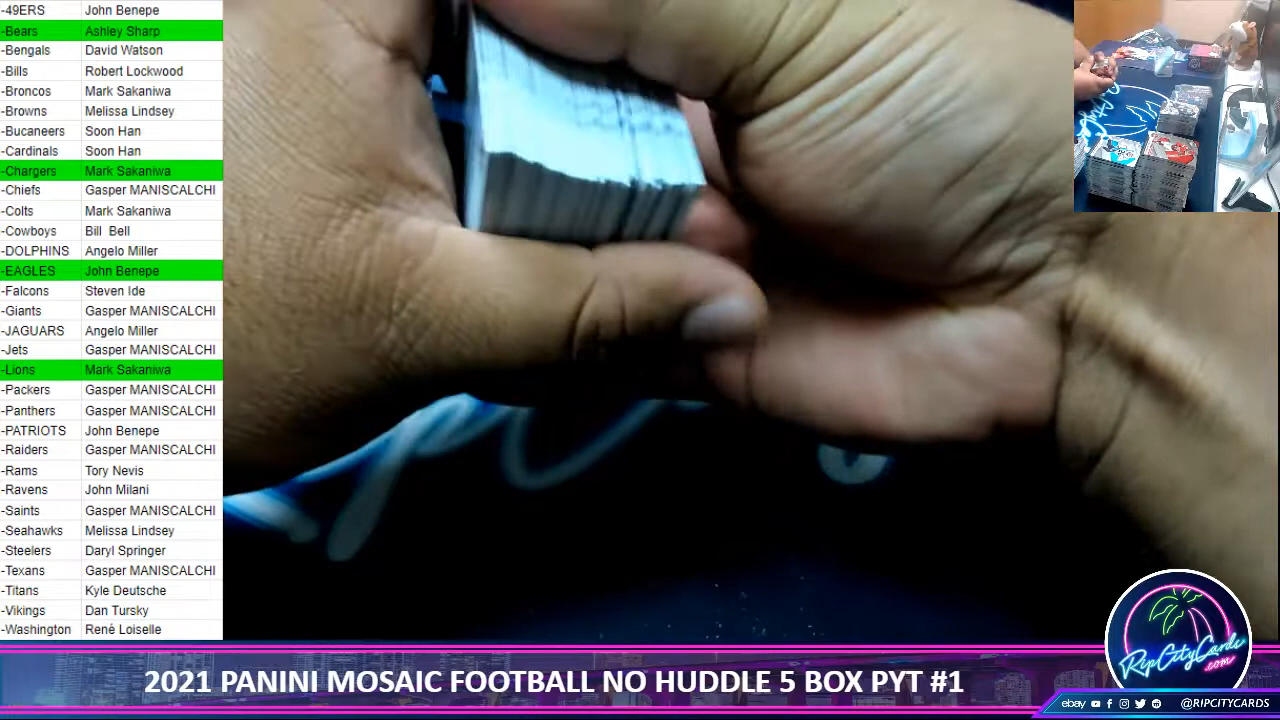 -49ERS John Benepe
-Bears Ashley Sharp
-Bengals David Watson
-Bills Robert Lockwood
-Broncos Mark Sakaniwa
-Browns Melissa Lindsey
-Bucaneers Soon Han
-Cardinals Soon Han
-Chargers Mark Sakaniwa
-Chiefs Gasper MANISCALCHI
-Colts Mark Sakaniwa
-Cowboys Bill Bell
-DOLPHINS Angelo Miller
-EAGLES John Benepe
-Falcons Steven Ide
-Giants Gasper MANISCALCHI
-JAGUARS Angelo Miller
-Jets Gasper MANISCALCHI
-Lions Mark Sakaniwa
-Packers Gasper MANISCALCHI
-Panthers Gasper MANISCALCHI
-PATRIOTS John Benepe
-Raiders Gasper MANISCALCHI
-Rams Tory Nevis
-Ravens John Milani
-Saints Gasper MANISCALCHI
-Seahawks Melissa Lindsey
-Steelers Daryl Springer
-Texans Gasper MANISCALCHI
-Titans Kyle Deutsche
-Vikings Dan Tursky
-Washington René Loiselle
RipCityCards
.com
2021 PANINI MOSAIC FOOTBALL NO HUDDLE 5 BOX PYT #1
ebay @RIPCITYCARDS